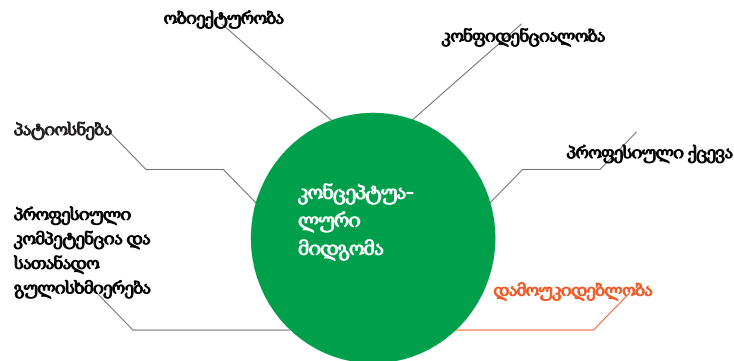 ობიექტურობა
კონფიდენციალობა
პატიოსნება
პროფესიული ქცევა
კონცეპტუა-
ლური
მიდგომა
პროფესიული
კომპეტენცია და
სათანადო
გულისხმიერება
დამოუკიდებლობა